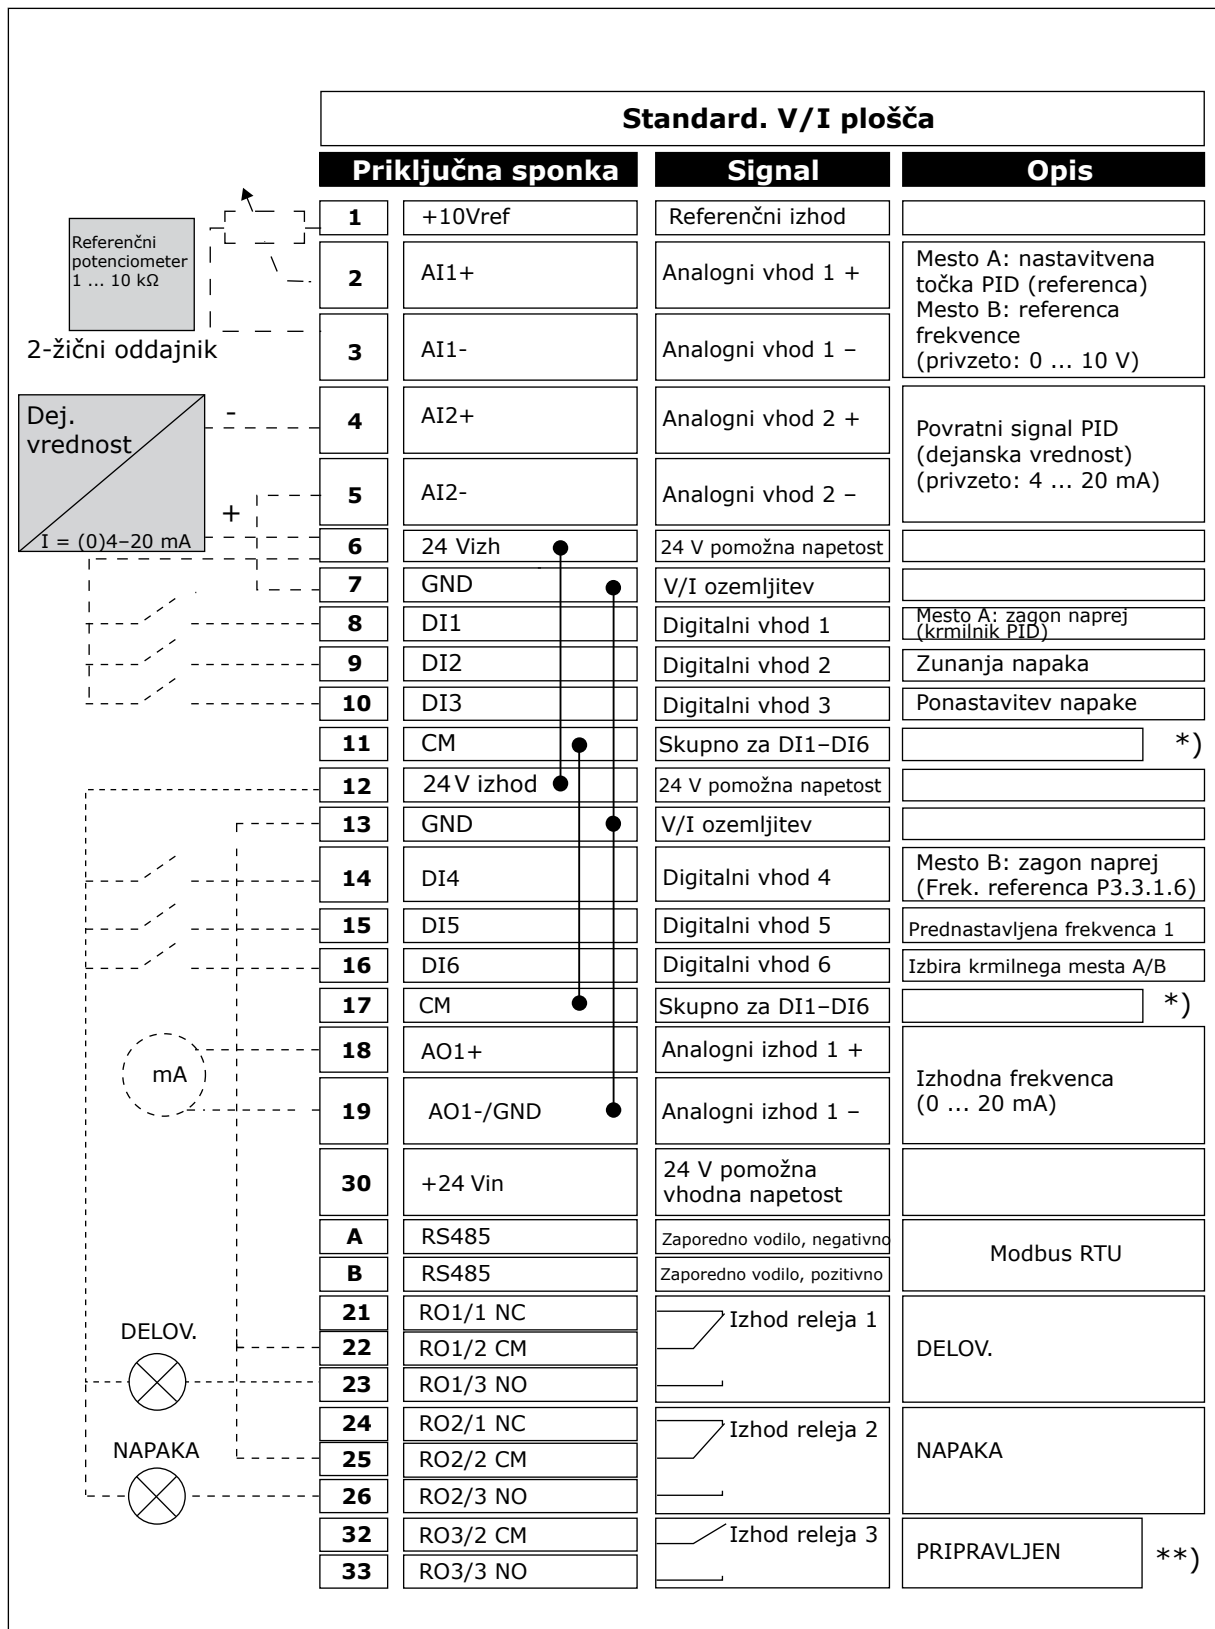 Standard. V/I plošča
Priključna sponka
Signal
Opis
Referenčni
potenciometer
1 ... 10 kΩ
2-žični oddajnik
Dej.
vrednost
-
+
I = (0)4–20 mA
1
+10Vref
Referenčni izhod
2
AI1+
Analogni vhod 1 +
Mesto A: nastavitvena
točka PID (referenca)
Mesto B: referenca
frekvence
(privzeto: 0 ... 10 V)
3
AI1-
Analogni vhod 1 –
4
AI2+
Analogni vhod 2 +
Povratni signal PID
(dejanska vrednost)
(privzeto: 4 ... 20 mA)
5
AI2-
Analogni vhod 2 –
6
24 Vizh
24 V pomožna napetost
7
GND
V/I ozemljitev
8
DI1
Digitalni vhod 1
Mesto A: zagon naprej
(krmilnik PID)
9
DI2
Digitalni vhod 2
Zunanja napaka
10
DI3
Digitalni vhod 3
Ponastavitev napake
11
CM
Skupno za DI1–DI6
*)
12
24 V izhod
24 V pomožna napetost
13
GND
V/I ozemljitev
14
DI4
Digitalni vhod 4
Mesto B: zagon naprej
(Frek. referenca P3.3.1.6)
15
DI5
Digitalni vhod 5
Prednastavljena frekvenca 1
16
DI6
Digitalni vhod 6
Izbira krmilnega mesta A/B
17
CM
Skupno za DI1–DI6
*)
mA
18
AO1+
Analogni izhod 1 +
Izhodna frekvenca
(0 ... 20 mA)
19
AO1-/GND
Analogni izhod 1 –
30
+24 Vin
24 V pomožna
vhodna napetost
A
RS485
Zaporedno vodilo, negativno
Modbus RTU
B
RS485
Zaporedno vodilo, pozitivno
DELOV.
21
RO1/1 NC
Izhod releja 1
22
RO1/2 CM
DELOV.
23
RO1/3 NO
NAPAKA
24
RO2/1 NC
Izhod releja 2
25
RO2/2 CM
NAPAKA
26
RO2/3 NO
32
RO3/2 CM
Izhod releja 3
PRIPRAVLJEN
**)
33
RO3/3 NO